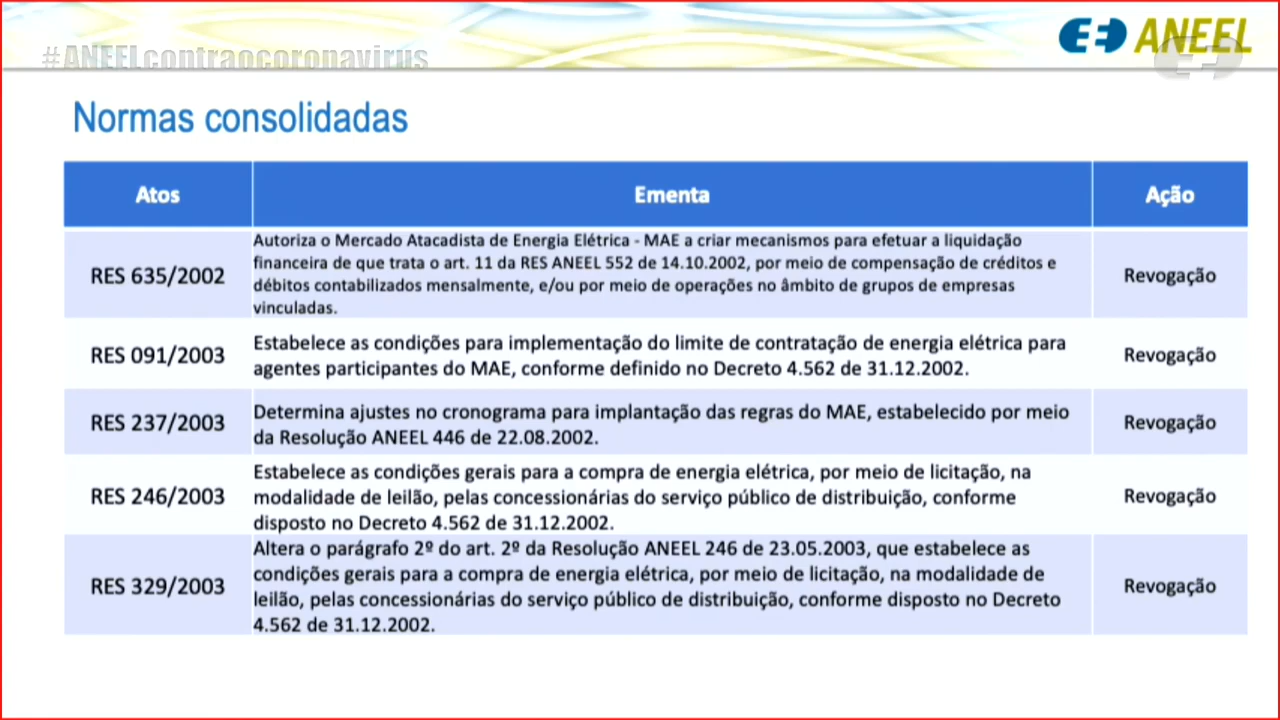 #ANEELcontraocoronavirus
ANEEL
Normas consolidadas
Atos
Ementa
Ação
RES 635/2002
Autoriza o Mercado Atacadista de Energia Elétrica - MAE a criar mecanismos para efetuar a liquidação
financeira de que trata o art. 11 da RES ANEEL 552 de 14.10.2002, por meio de compensação de créditos e
débitos contabilizados mensalmente, e/ou por meio de operações no âmbito de grupos de empresas
vinculadas.
Revogação
RES 091/2003
Estabelece as condições para implementação do limite de contratação de energia elétrica para
agentes participantes do MAE, conforme definido no Decreto 4.562 de 31.12.2002.
Revogação
RES 237/2003
Determina ajustes no cronograma para implantação das regras do MAE, estabelecido por meio
da Resolução ANEEL 446 de 22.08.2002.
Revogação
RES 246/2003
Estabelece as condições gerais para a compra de energia elétrica, por meio de licitação, na
modalidade de leilão, pelas concessionárias do serviço público de distribuição, conforme
disposto no Decreto 4.562 de 31.12.2002.
Revogação
RES 329/2003
Altera o parágrafo 2º do art. 2º da Resolução ANEEL 246 de 23.05.2003, que estabelece as
condições gerais para a compra de energia elétrica, por meio de licitação, na modalidade de
leilão, pelas concessionárias do serviço público de distribuição, conforme disposto no Decreto
4.562 de 31.12.2002.
Revogação